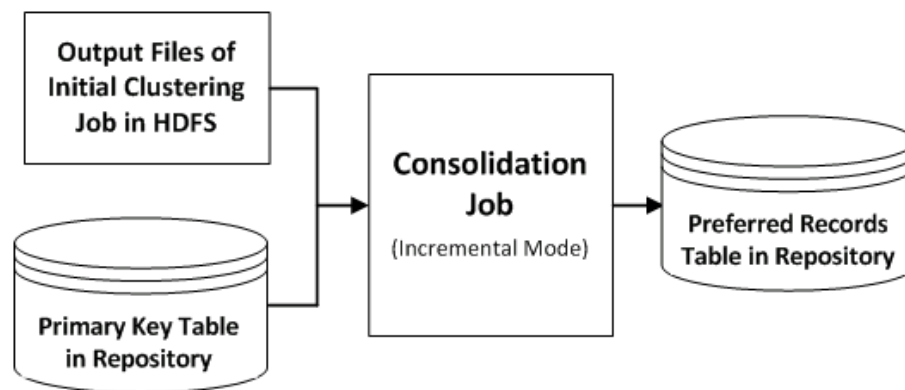 Output Files of
Initial Clustering
Job in HDFS
Primary Key Table
in Repository
Consolidation
Job
(Incremental Mode)
Preferred Records
Table in Repository